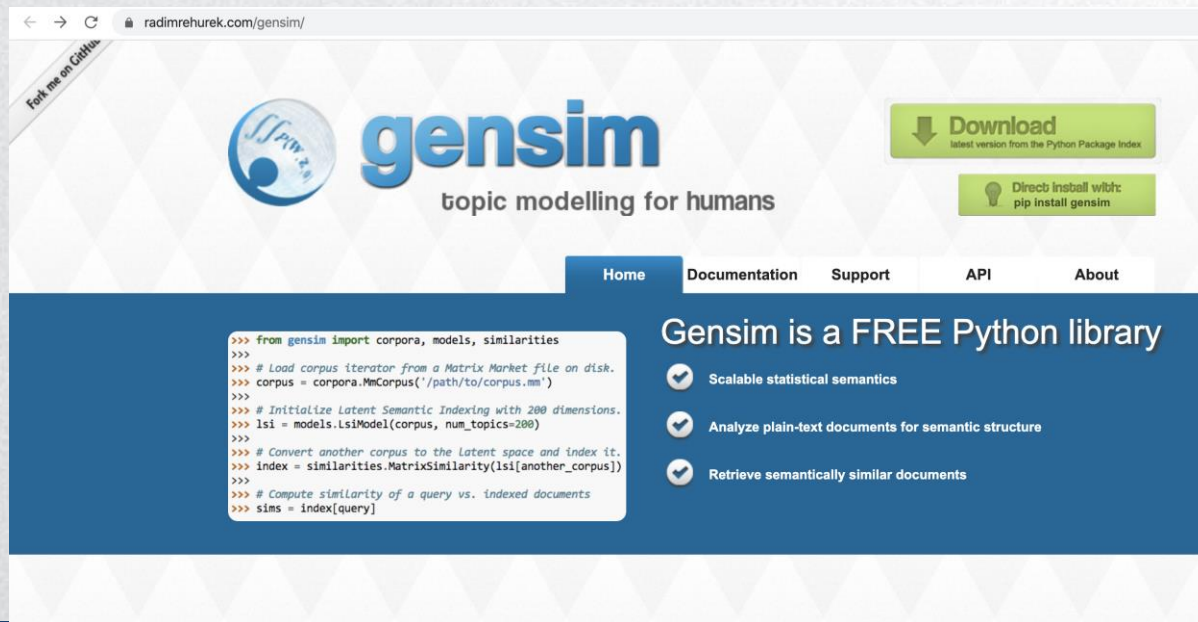 radimrehurek.com/gensim/
Fork me on GitHub
gensim
topic modelling for humans
Download
latest version from the Python Package Index
Direct install with:
pip install gensim
Home Documentation Support API About
>>> from gensim import corpora, models, similarities
>>>
>>> # Load corpus iterator from a Matrix Market file on disk.
>>> corpus = corpora.MmCorpus('/path/to/corpus.mm')
>>>
>>> # Initialize Latent Semantic Indexing with 200 dimensions.
>>> lsi = models.LsiModel(corpus, num_topics=200)
>>>
>>> # Convert another corpus to the latent space and index it.
>>> index = similarities.MatrixSimilarity(lsi[another_corpus])
>>>
>>> # Compute similarity of a query vs. indexed documents
>>> sims = index[query]
Gensim is a FREE Python library
Scalable statistical semantics
Analyze plain-text documents for semantic structure
Retrieve semantically similar documents